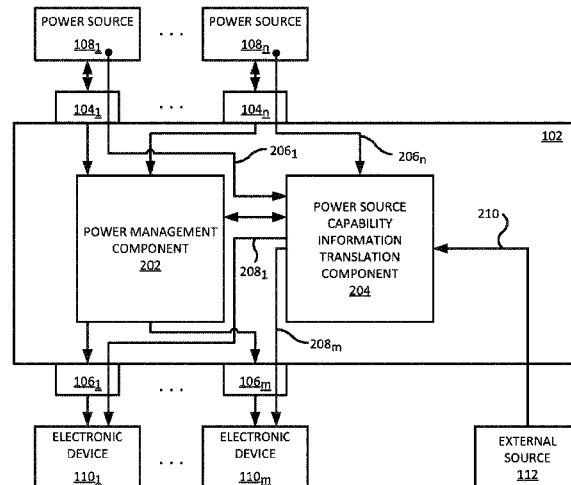 POWER SOURCE
108₁
. . .
POWER SOURCE
108ₙ
104₁
. . .
104ₙ
102
206₁
206ₙ
POWER MANAGEMENT
COMPONENT
202
POWER SOURCE
CAPABILITY
INFORMATION
TRANSLATION
COMPONENT
204
210
208₁
208ₘ
106₁
. . .
106ₘ
ELECTRONIC
DEVICE
110₁
. . .
ELECTRONIC
DEVICE
110ₘ
EXTERNAL
SOURCE
112